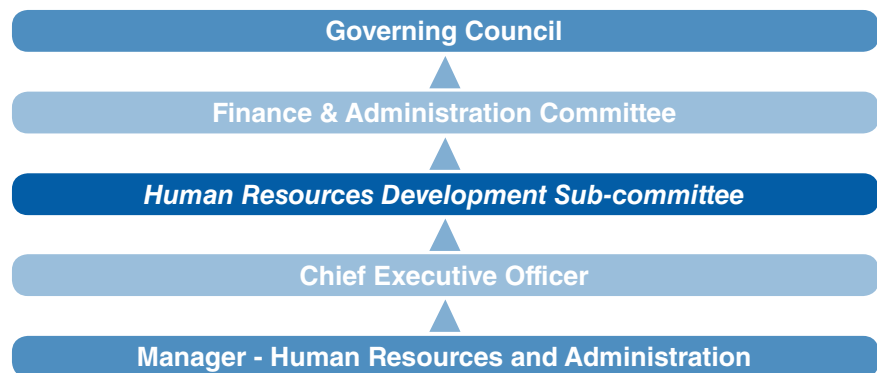 Governing Council
Finance & Administration Committee
Human Resources Development Sub-committee
Chief Executive Officer
Manager - Human Resources and Administration